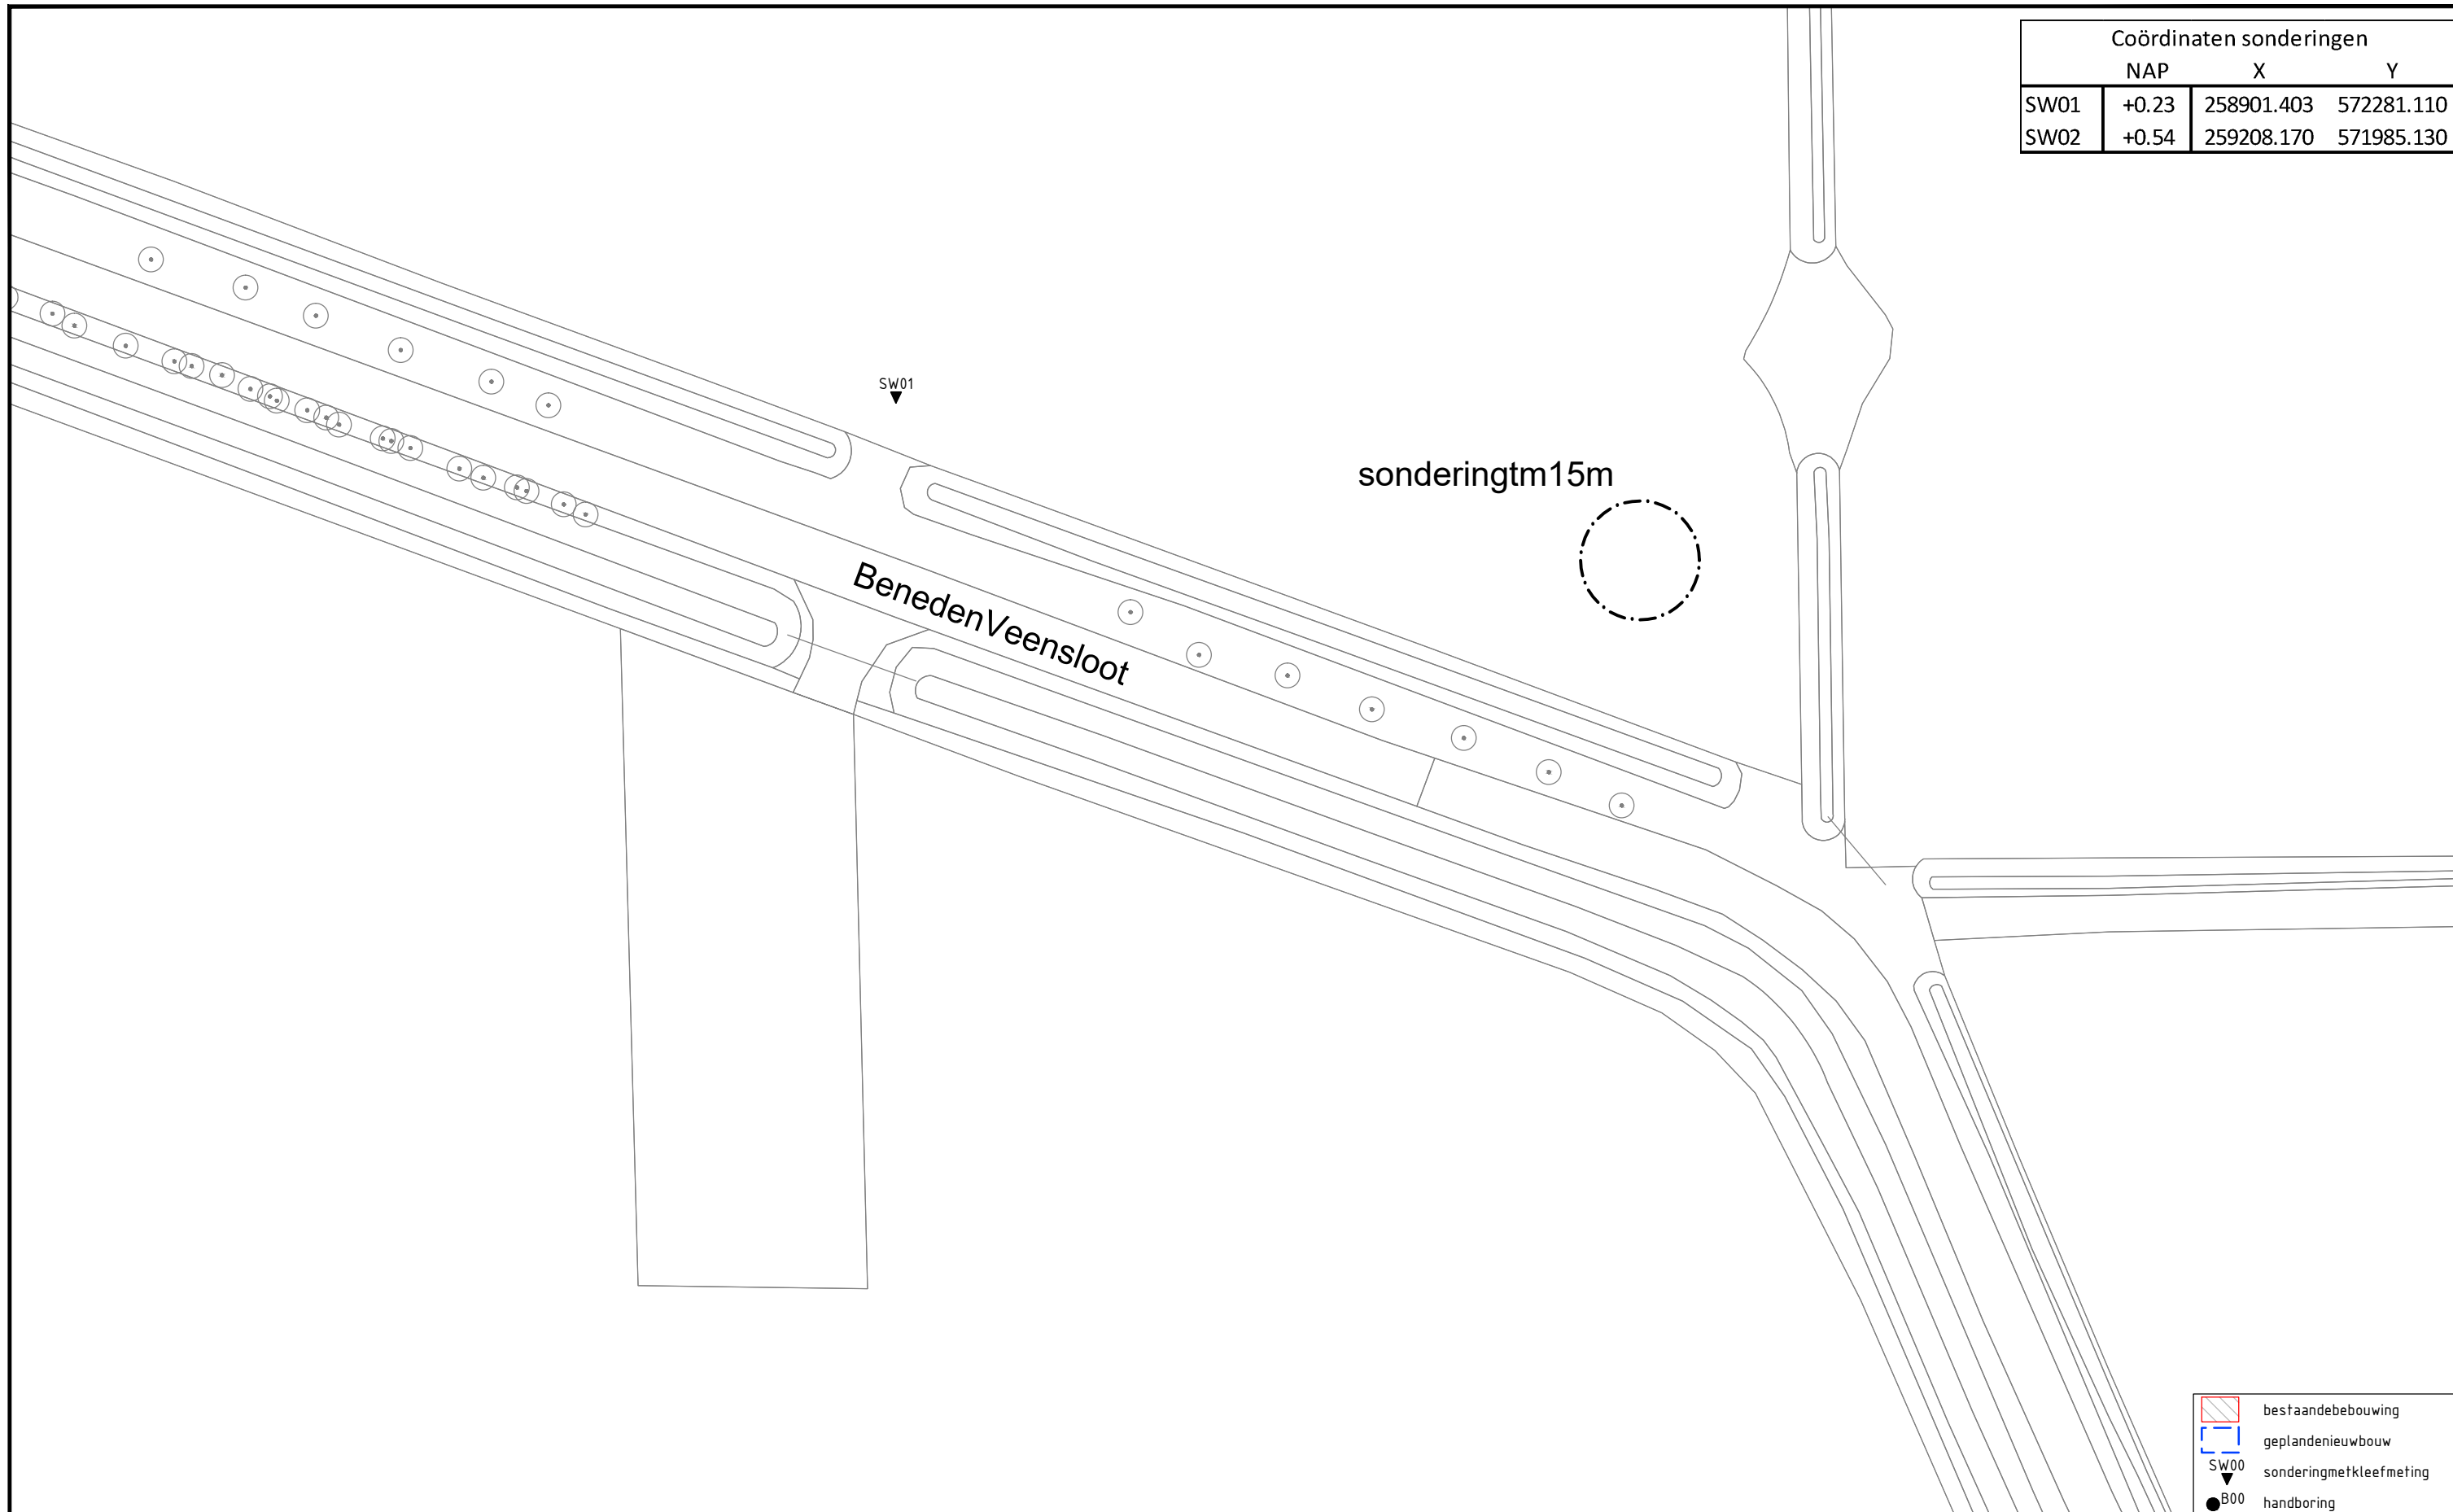 Coördinaten sonderingen
NAP X Y
SW01 +0.23 258901.403 572281.110
SW02 +0.54 259208.170 571985.130
SW01
sonderingtm15m
BenedenVeensloot
bestaandebebouwing
geplandenieuwbouw
SW00 sonderingmetkleefmeting
B00 handboring